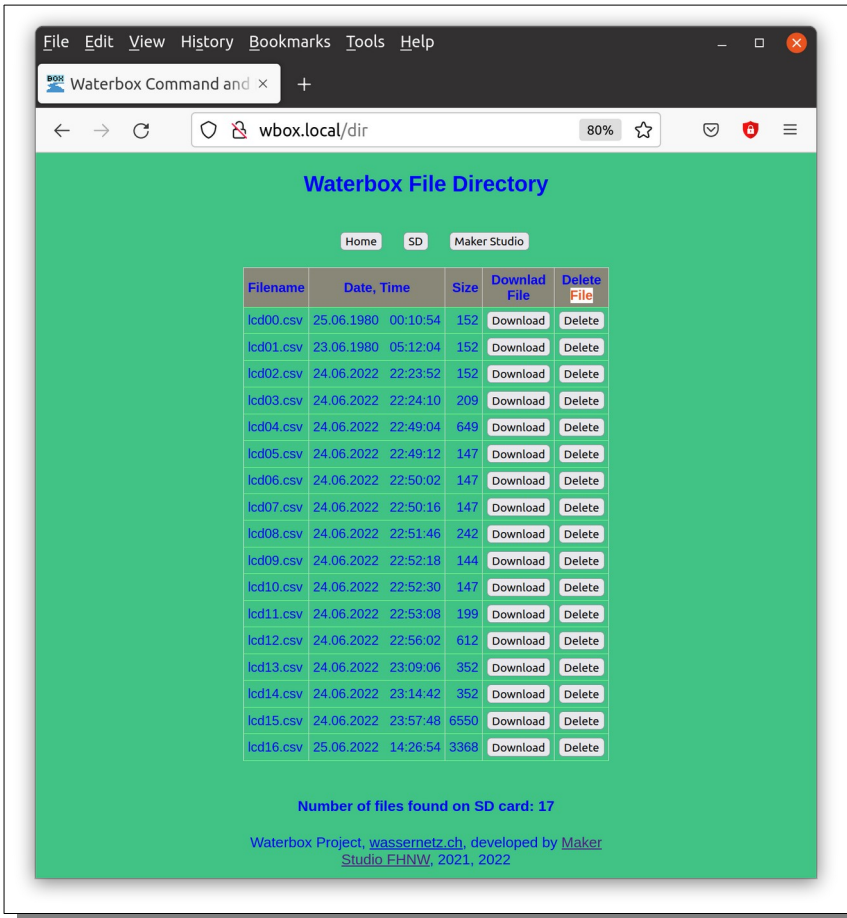 File Edit View History Bookmarks Tools Help
BOX Waterbox Command and
wbox.local/dir 80%
Waterbox File Directory
Home SD Maker Studio
Filename Date, Time Size Downlad File Delete File
lcd00.csv 25.06.1980 00:10:54 152 Download Delete
lcd01.csv 23.06.1980 05:12:04 152 Download Delete
lcd02.csv 24.06.2022 22:23:52 152 Download Delete
lcd03.csv 24.06.2022 22:24:10 209 Download Delete
lcd04.csv 24.06.2022 22:49:04 649 Download Delete
lcd05.csv 24.06.2022 22:49:12 147 Download Delete
lcd06.csv 24.06.2022 22:50:02 147 Download Delete
lcd07.csv 24.06.2022 22:50:16 147 Download Delete
lcd08.csv 24.06.2022 22:51:46 242 Download Delete
lcd09.csv 24.06.2022 22:52:18 144 Download Delete
lcd10.csv 24.06.2022 22:52:30 147 Download Delete
lcd11.csv 24.06.2022 22:53:08 199 Download Delete
lcd12.csv 24.06.2022 22:56:02 612 Download Delete
lcd13.csv 24.06.2022 23:09:06 352 Download Delete
lcd14.csv 24.06.2022 23:14:42 352 Download Delete
lcd15.csv 24.06.2022 23:57:48 6550 Download Delete
lcd16.csv 25.06.2022 14:26:54 3368 Download Delete
Number of files found on SD card: 17
Waterbox Project, wassernetz.ch, developed by Maker
Studio FHNW, 2021, 2022